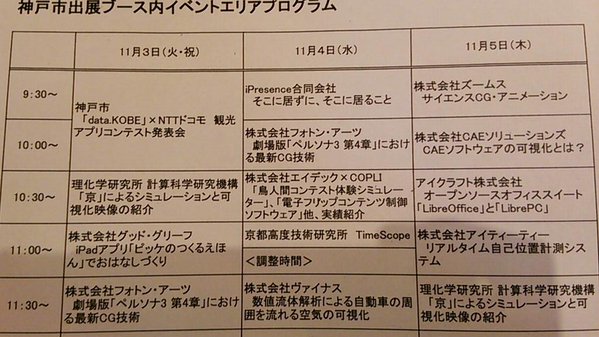 神戸市出展ブース内イベントエリアプログラム
11月3日(火・祝)
11月4日(水)
11月5日(木)
9:30～
神戸市
「data.KOBE」×NTTドコモ 観光
アプリコンテスト発表会
iPresence合同会社
そこに居ずに、そこに居ること
株式会社ズームス
サイエンスCG・アニメーション
10:00～
株式会社フォトン・アーツ
劇場版「ペルソナ3 第4章」におけ
る最新CG技術
株式会社CAEソリューションズ
CAEソフトウェアの可視化とは?
10:30～
理化学研究所 計算科学研究機構
「京」によるシミュレーションと可
視化映像の紹介
株式会社エイデック×COPLI
「鳥人間コンテスト体験シミュレー
ター」、「電子フリップコンテンツ制御
ソフトウェア」他、実績紹介
アイクラフト株式会社
オープンソースオフィススイート
「LibreOffice」と「LibrePC」
11:00～
株式会社グッド・グリーフ
iPadアプリ「ピッケのつくるえほ
ん」でおはなしづくり
京都高度技術研究所 TimeScope
<調整時間>
株式会社アイティーティー
リアルタイム自己位置計測シ
ステム
11:30～
株式会社フォトン・アーツ
劇場版「ペルソナ3 第4章」におけ
る最新CG技術
株式会社ヴァイナス
数値流体解析による自動車の周
囲を流れる空気の可視化
理化学研究所 計算科学研究機構
「京」によるシミュレーションと可
視化映像の紹介